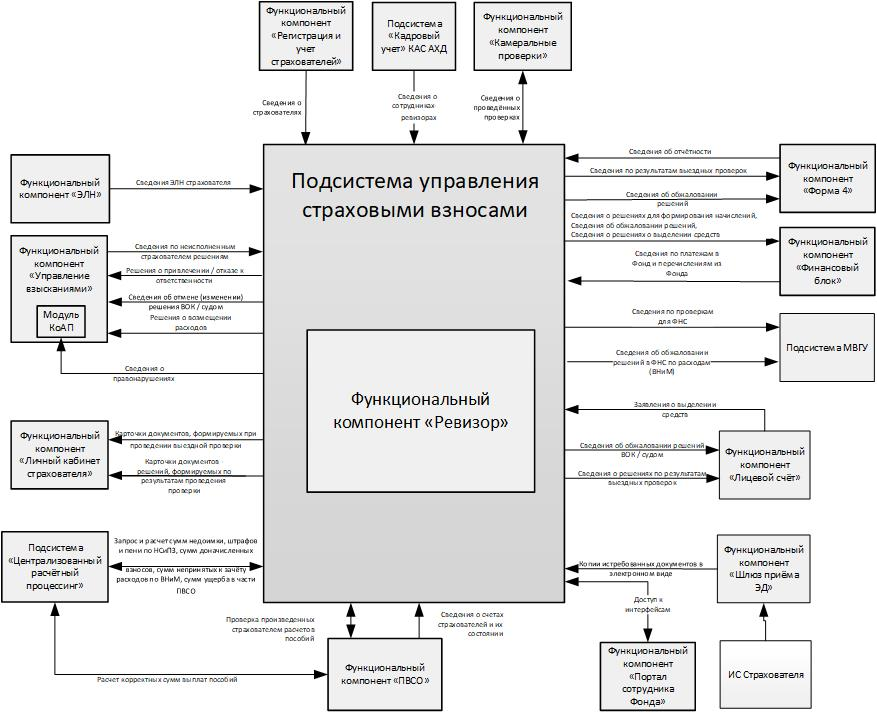 Функциональный
компонент
«Регистрация и
учет
страхователей»
Подсистема
«Кадровый
учет» КАС АХД
Функциональный
компонент
«Камеральные
проверки»
Сведения о
страхователях
Сведения о
сотрудниках-
ревизорах
Сведения о
проведённых
проверках
Подсистема управления
страховыми взносами
Функциональный
компонент «Ревизор»
Функциональный
компонент «ЭЛН»
Сведения ЭЛН страхователя
Функциональный
компонент
«Управление
взысканиями»
Модуль
КоАП
Сведения по неисполненным
страхователем решениям
Решения о привлечении / отказе к
ответственности
Сведения об отмене (изменении)
решения ВОК / судом
Решения о возмещении
расходов
Сведения о
правонарушениях
Функциональный
компонент
«Личный кабинет
страхователя»
Карточки документов, формируемых при
проведении выездной проверки
Карточки документов
решений, формируемых по
результатам проведения
проверки
Подсистема
«Централизованный
расчётный
процессинг»
Запрос и расчет сумм недоимки, штрафов
и пени по НСиПЗ, сумм доначисленных
взносов, сумм непринятых к зачёту
расходов по ВНиМ, сумм ущерба в части
ПВСО
Расчет корректных сумм выплат пособий
Проверка произведенных
страхователем расчетов
пособий
Сведения о счетах
страхователей и их
состоянии
Функциональный
компонент «ПВСО»
Сведения об отчётности
Сведения по результатам выездных проверок
Сведения об обжаловании
решений
Функциональный
компонент
«Форма 4»
Сведения о решениях для формирования начислений,
Сведения об обжаловании решений,
Сведения о решениях о выделении средств
Сведения по платежам в
Фонд и перечислениям из
Фонда
Функциональный
компонент
«Финансовый
блок»
Сведения по проверкам
для ФНС
Сведения об обжаловании
решений в ФНС по расходам
(ВНиМ)
Подсистема МВГУ
Заявления о выделении
средств
Сведения об обжаловании решений
ВОК / судом
Сведения о решениях по результатам
выездных проверок
Функциональный
компонент
«Лицевой счёт»
Копии истребованных документов в
электронном виде
Функциональный
компонент
«Шлюз приёма
ЭД»
Доступ к
интерфейсам
Функциональный
компонент
«Портал
сотрудника
Фонда»
ИС Страхователя